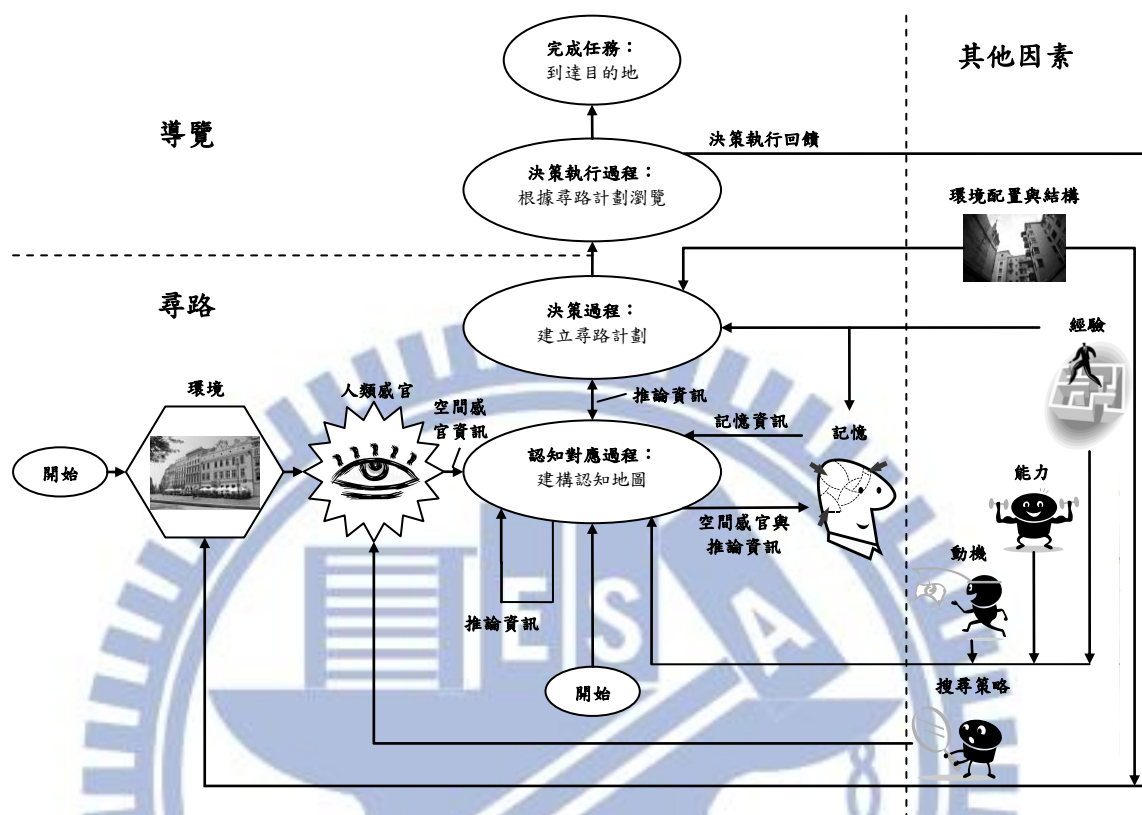 完成任務：
到達目的地
其他因素
導覽
決策執行回饋
決策執行過程：
根據尋路計劃瀏覽
環境配置與結構
尋路
決策過程：
建立尋路計劃
經驗
環境
人類感官
推論資訊
空間感
官資訊
記憶資訊
記憶
開始
認知對應過程：
建構認知地圖
能力
空間感官與
推論資訊
動機
推論資訊
開始
搜尋策略
ESA